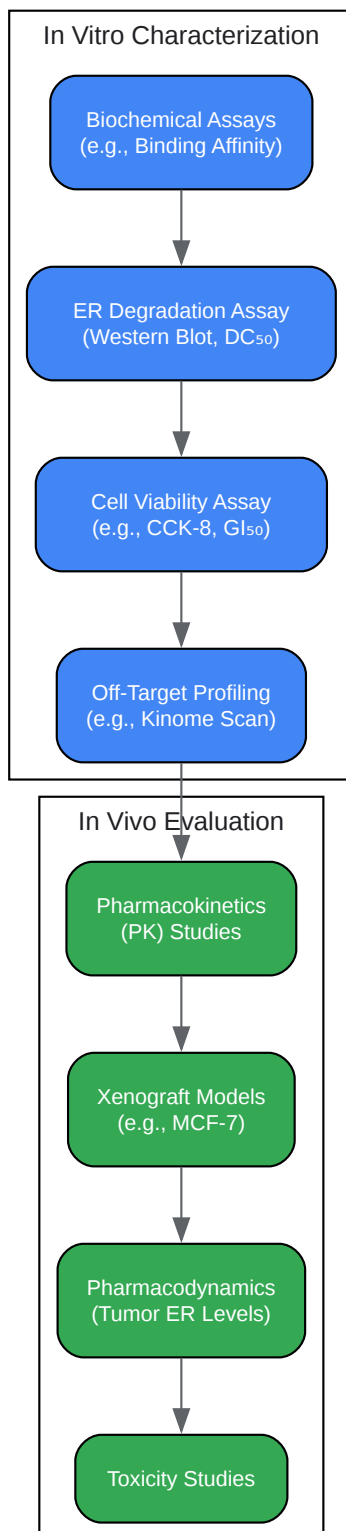 In Vitro Characterization
Biochemical Assays
(e.g., Binding Affinity)
ER Degradation Assay
(Western Blot, DC₅₀)
Cell Viability Assay
(e.g., CCK-8, GI₅₀)
Off-Target Profiling
(e.g., Kinome Scan)
In Vivo Evaluation
Pharmacokinetics
(PK) Studies
Xenograft Models
(e.g., MCF-7)
Pharmacodynamics
(Tumor ER Levels)
Toxicity Studies